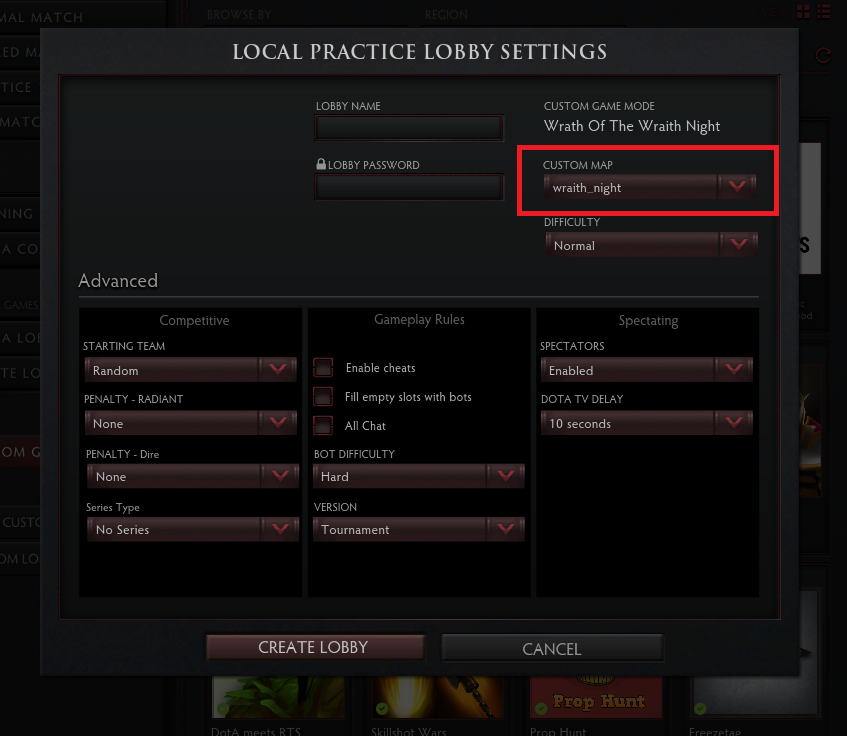 MAL MATCH
BROWSE BY
REGION
LOCAL PRACTICE LOBBY SETTINGS
LOBBY NAME
CUSTOM GAME MODE
Wrath Of The Wraith Night
LOBBY PASSWORD
CUSTOM MAP
wraith_night
DIFFICULTY
Normal
Advanced
Competitive
Gameplay Rules
Spectating
STARTING TEAM
Random
PENALTY - RADIANT
None
PENALTY - Dire
None
Series Type
No Series
Enable cheats
Fill empty slots with bots
All Chat
BOT DIFFICULTY
Hard
VERSION
Tournament
SPECTATORS
Enabled
DOTA TV DELAY
10 seconds
CREATE LOBBY
CANCEL
TICE
MATC
NING
A CO
GAMES
A LO
TE LO
OM G
CUSTO
OM LO
DotA meets RTS
Skillshot Wars
Prop Hunt
Prop Hunt
Freezetag